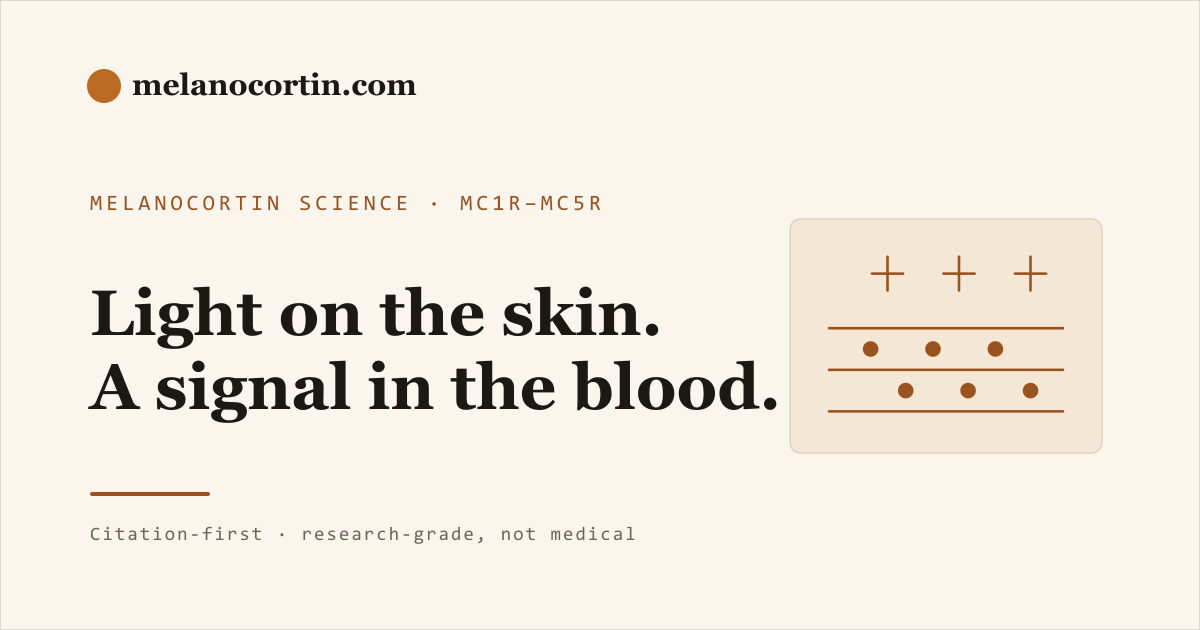 melanocortin.com
MELANOCORTIN SCIENCE · MC1R–MC5R
Light on the skin.
A signal in the blood.
Citation-first · research-grade, not medical